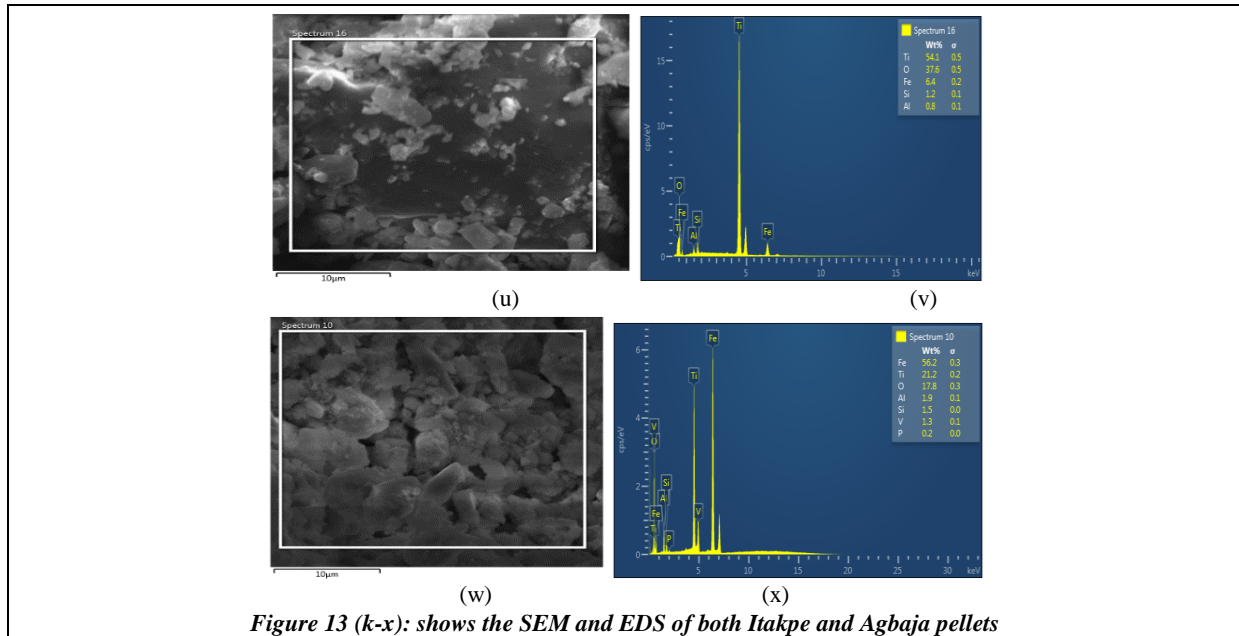 Spectrum 16
10µm
(u)
Ti
O
Fe
Ti
Al
Si
Fe
cps/eV
15
10
5
0
5
10
15
keV
Spectrum 16
Wt% σ
Ti 54.1 0.5
O 37.6 0.5
Fe 6.4 0.2
Si 1.2 0.1
Al 0.8 0.1
(v)
Spectrum 10
10µm
(w)
Fe
Ti
V
O
Si
A
Fe
P
V
cps/eV
6
4
2
0
5
10
15
20
25
30
keV
Spectrum 10
Wt% σ
Fe 56.2 0.3
Ti 21.2 0.2
O 17.8 0.3
Al 1.9 0.1
Si 1.5 0.0
V 1.3 0.1
P 0.2 0.0
(x)
Figure 13 (k-x): shows the SEM and EDS of both Itakpe and Agbaja pellets